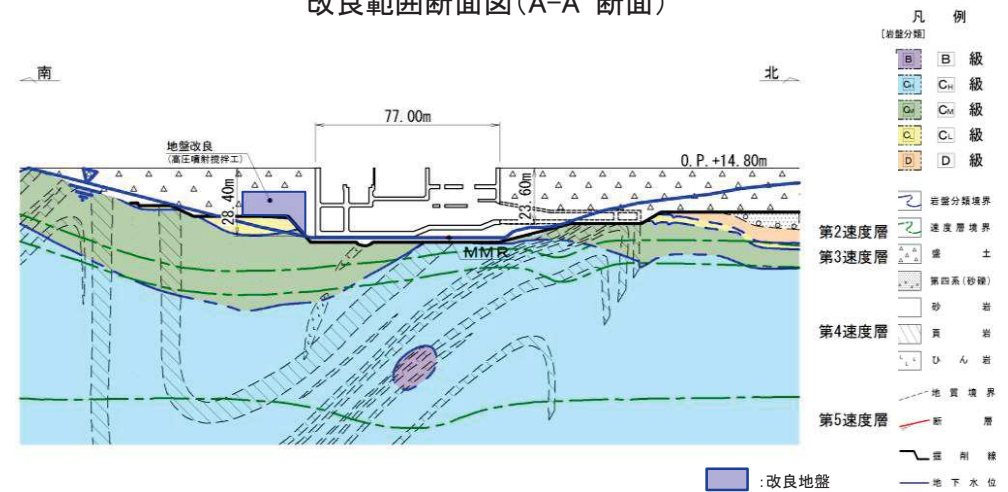 改良範囲断面図(A-A 断面)
南
北
77.00m
地盤改良
(高圧噴射撹拌工)
28.40m
23.60m
O.P.+14.80m
MMR
第2速度層
第3速度層
第4速度層
第5速度層
凡 例
[岩盤分類]
B B 級
CH CH 級
CM CM 級
CL CL 級
D D 級
岩盤分類境界
速度層境界
盛 土
第四系(砂礫)
砂 岩
頁 岩
ひ ん 岩
地質境界
断 層
掘削線
地下水位
:改良地盤